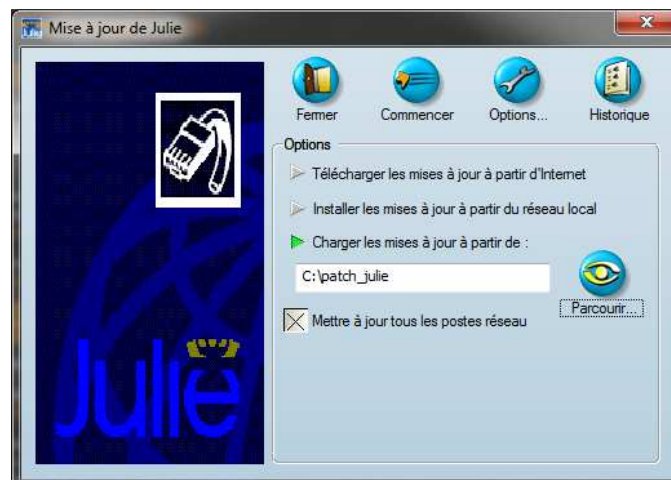 Mise à jour de Julie
Fermer Commencer Options... Historique
Options
Télécharger les mises à jour à partir d'Internet
Installer les mises à jour à partir du réseau local
Charger les mises à jour à partir de :
C:\patch_julie
Parcourir...
Mettre à jour tous les postes réseau
Julie